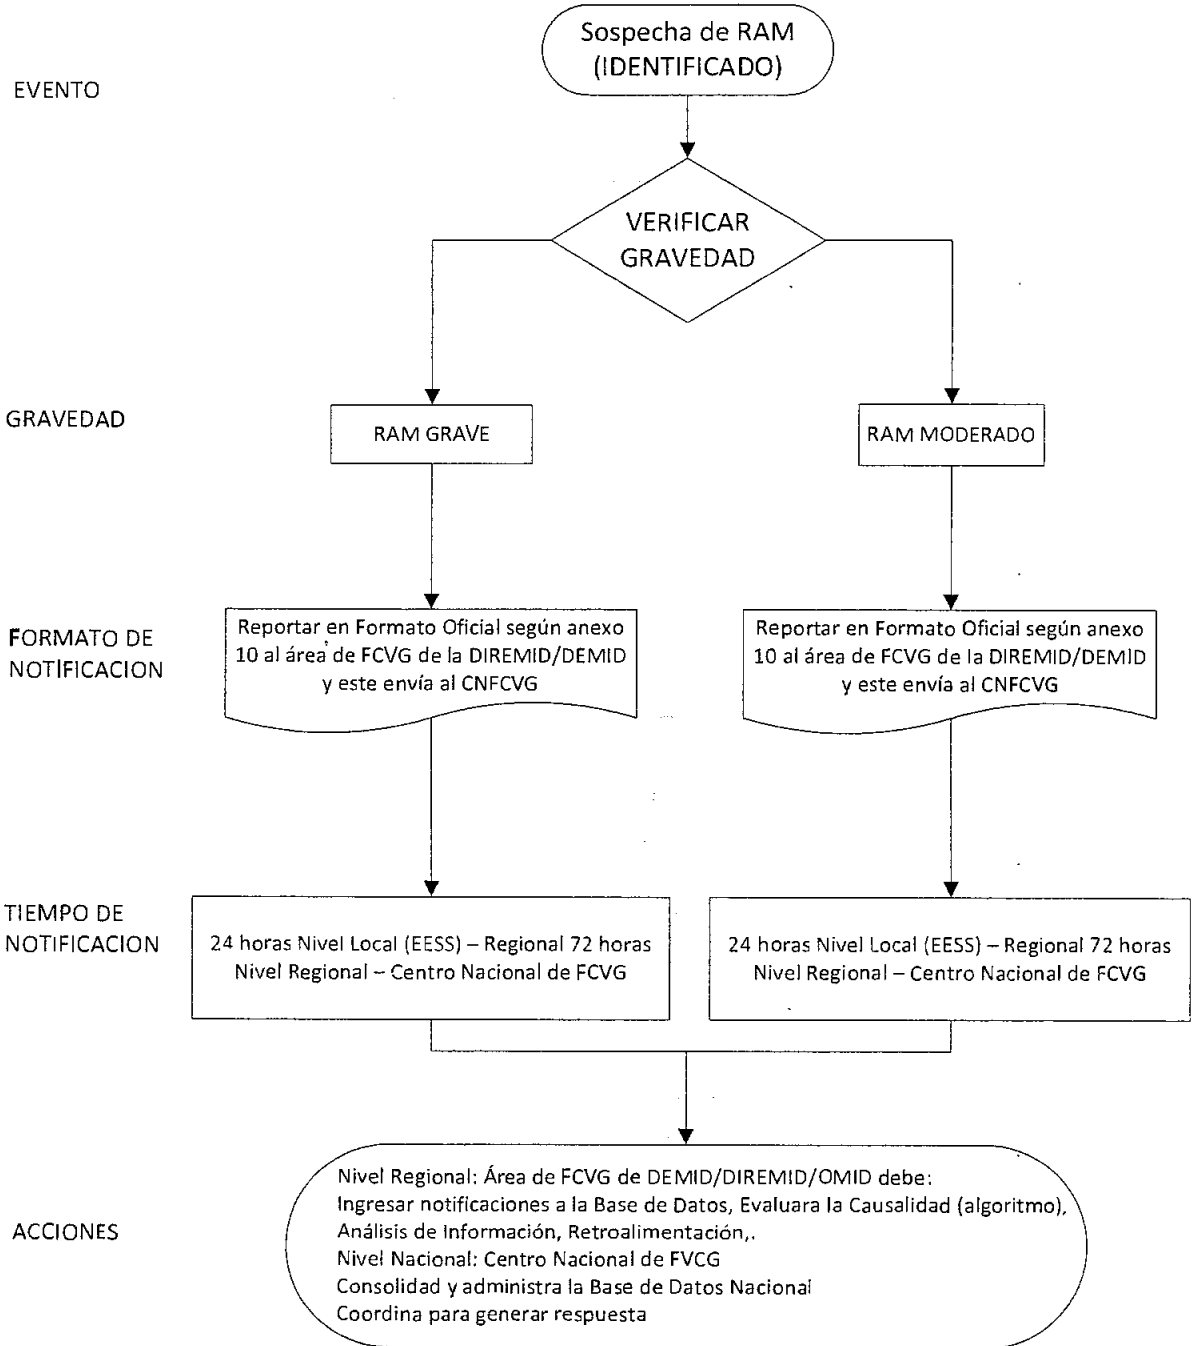 Sospecha de RAM
(IDENTIFICADO)
EVENTO
VERIFICAR
GRAVEDAD
GRAVEDAD
RAM GRAVE
RAM MODERADO
FORMATO DE
NOTIFICACION
Reportar en Formato Oficial según anexo
10 al área de FCVG de la DIREMID/DEMID
y este envía al CNFCVG
Reportar en Formato Oficial según anexo
10 al área de FCVG de la DIREMID/DEMID
y este envía al CNFCVG
TIEMPO DE
NOTIFICACION
24 horas Nivel Local (EESS) – Regional 72 horas
Nivel Regional – Centro Nacional de FCVG
24 horas Nivel Local (EESS) – Regional 72 horas
Nivel Regional – Centro Nacional de FCVG
ACCIONES
Nivel Regional: Área de FCVG de DEMID/DIREMID/OMID debe:
Ingresar notificaciones a la Base de Datos, Evaluara la Causalidad (algoritmo),
Análisis de Información, Retroalimentación,.
Nivel Nacional: Centro Nacional de FVCG
Consolidad y administra la Base de Datos Nacional
Coordina para generar respuesta